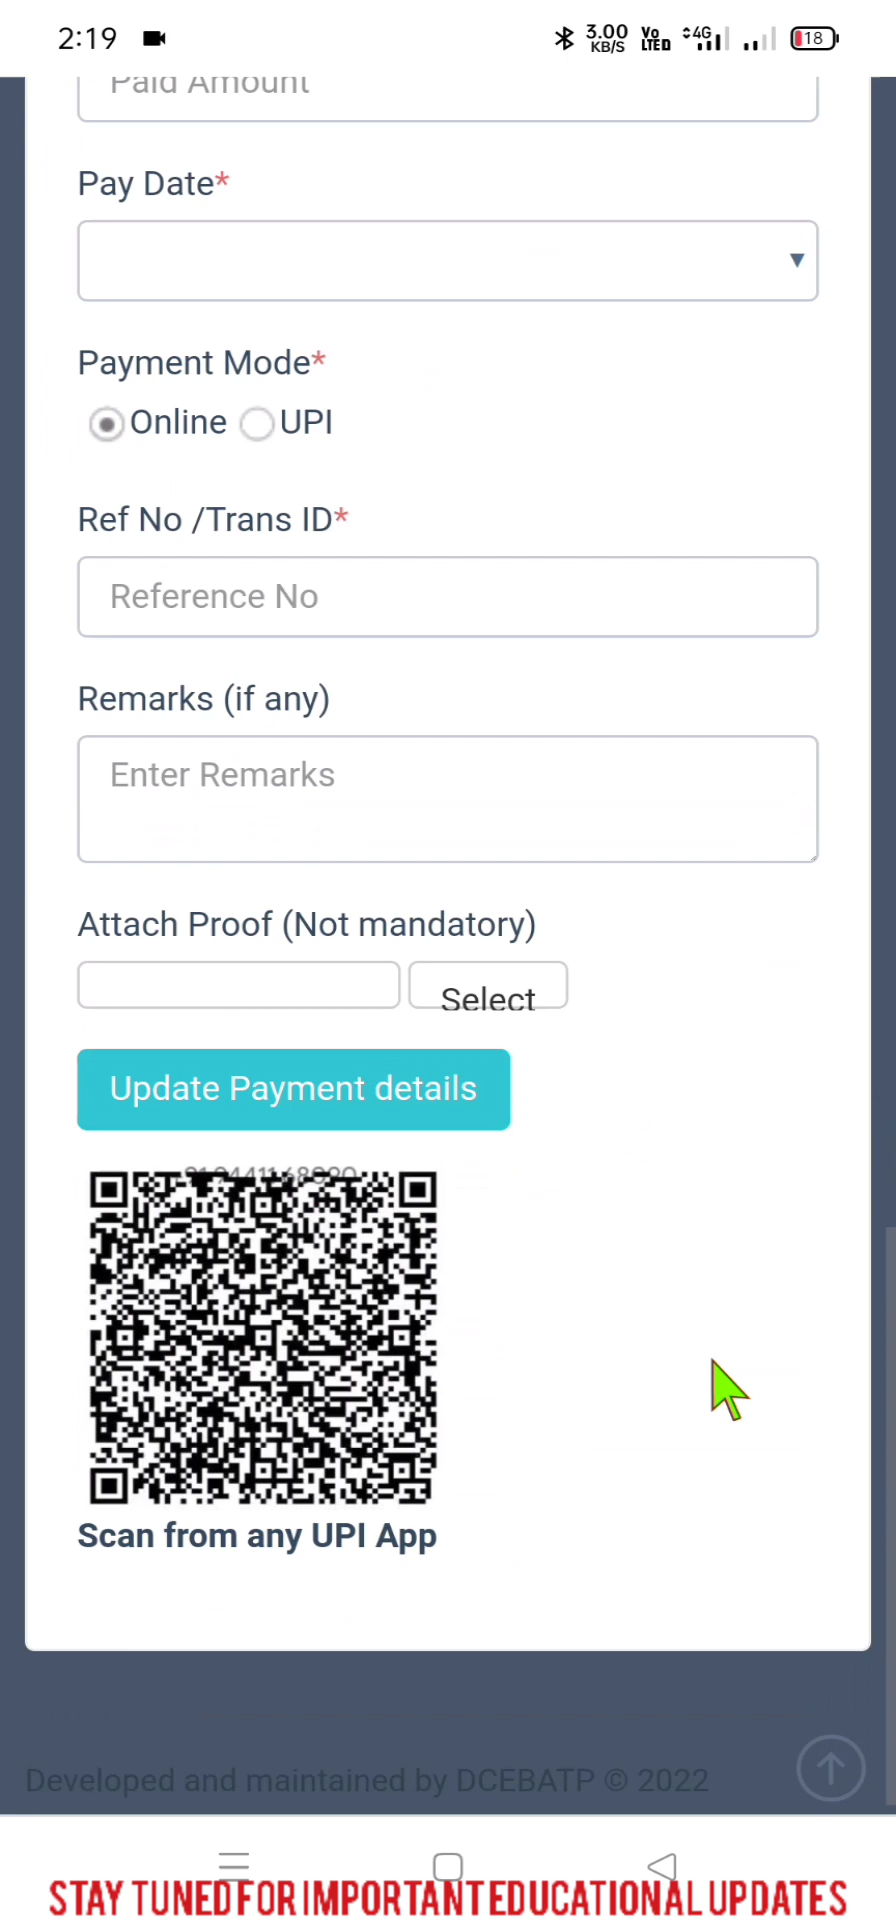 2:19
3.00 KB/S
Vo LTED
4G
18
Paid Amount
Pay Date*
Payment Mode*
Online UPI
Ref No /Trans ID*
Reference No
Remarks (if any)
Enter Remarks
Attach Proof (Not mandatory)
Select
Update Payment details
Scan from any UPI App
Developed and maintained by DCEBATP © 2022
STAY TUNED FOR IMPORTANT EDUCATIONAL UPDATES